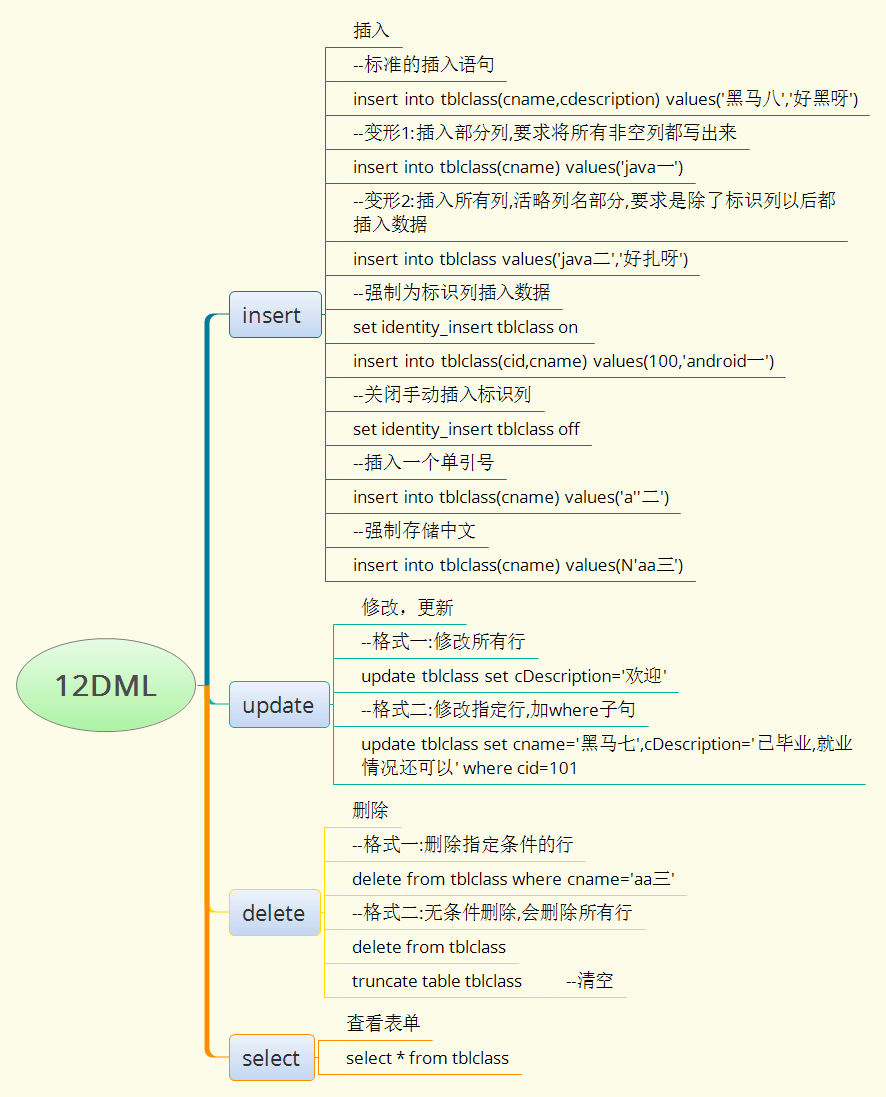 12DML
insert
插入
--标准的插入语句
insert into tblclass(cname,cdescription) values('黑马八','好黑呀')
--变形1:插入部分列,要求将所有非空列都写出来
insert into tblclass(cname) values('java一')
--变形2:插入所有列,活略列名部分,要求是除了标识列以后都
插入数据
insert into tblclass values('java二','好扎呀')
--强制为标识列插入数据
set identity_insert tblclass on
insert into tblclass(cid,cname) values(100,'android一')
--关闭手动插入标识列
set identity_insert tblclass off
--插入一个单引号
insert into tblclass(cname) values('a''二')
--强制存储中文
insert into tblclass(cname) values(N'aa三')
update
修改，更新
--格式一:修改所有行
update tblclass set cDescription='欢迎'
--格式二:修改指定行,加where子句
update tblclass set cname='黑马七',cDescription='已毕业,就业
情况还可以' where cid=101
delete
删除
--格式一:删除指定条件的行
delete from tblclass where cname='aa三'
--格式二:无条件删除,会删除所有行
delete from tblclass
truncate table tblclass --清空
select
查看表单
select * from tblclass